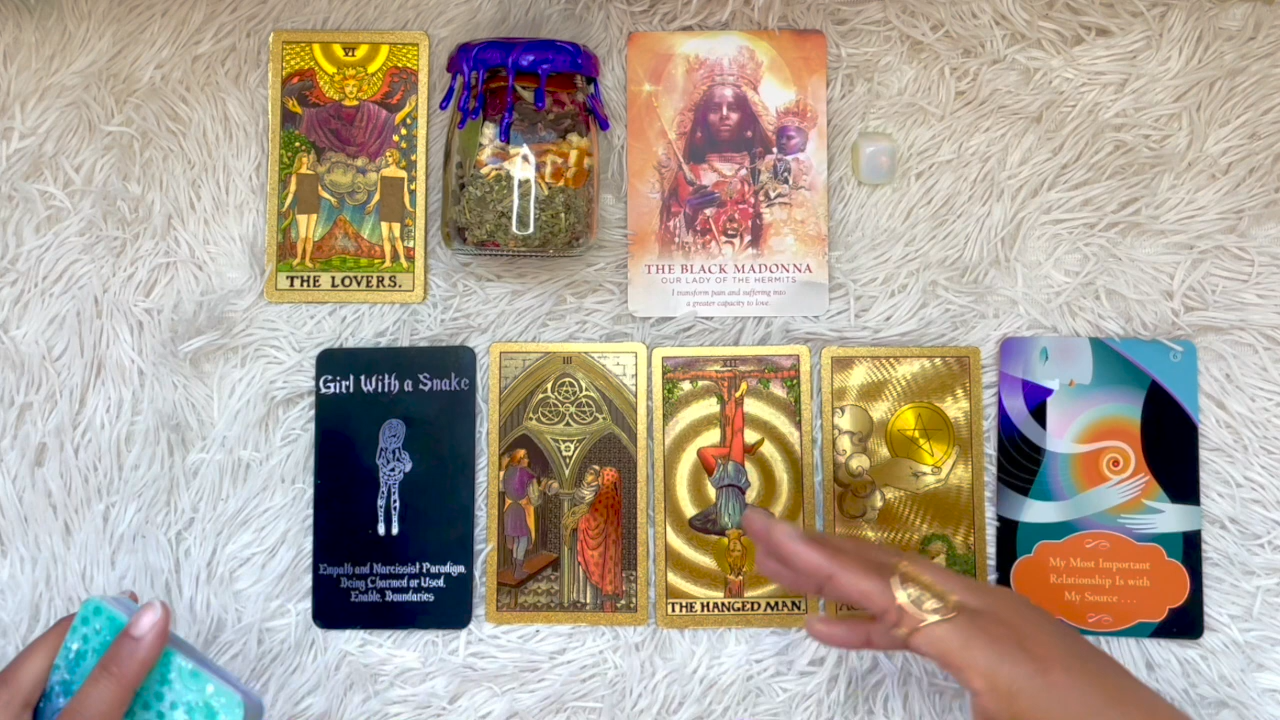 VI
THE LOVERS.
THE BLACK MADONNA
OUR LADY OF THE HERMITS
I transform pain and suffering into
a greater capacity to love.
Girl With a Snake
Empath and Narcissist Paradigm,
Being Charmed or Used,
Enable, Boundaries
III
XII
THE HANGED MAN.
My Most Important
Relationship Is with
My Source . . .